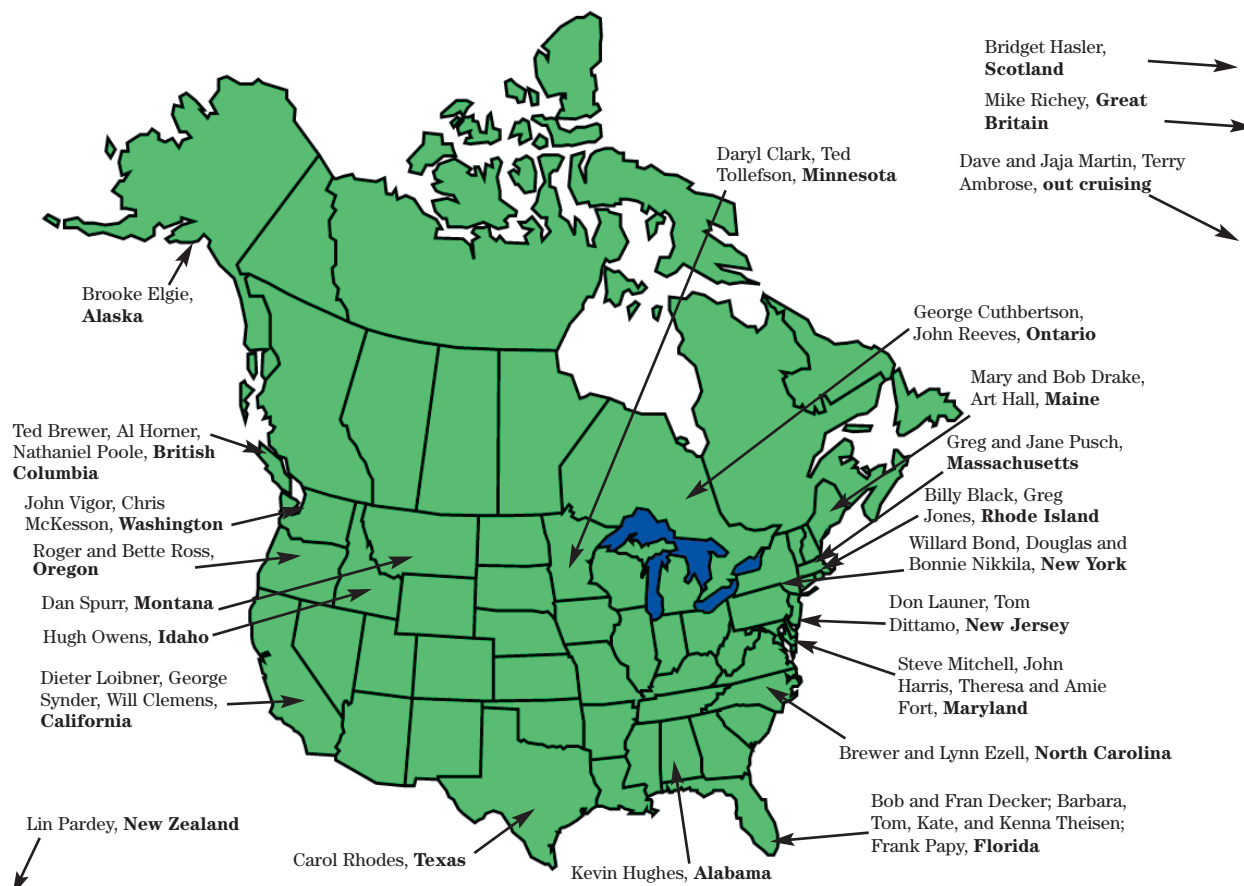 Bridget Hasler,
Scotland
Mike Richey, Great
Britain
Dave and Jaja Martin, Terry
Ambrose, out cruising
Daryl Clark, Ted
Tollefson, Minnesota
Brooke Elgie,
Alaska
George Cuthbertson,
John Reeves, Ontario
Mary and Bob Drake,
Art Hall, Maine
Ted Brewer, Al Horner,
Nathaniel Poole, British
Columbia
Greg and Jane Pusch,
Massachusetts
John Vigor, Chris
McKesson, Washington
Billy Black, Greg
Jones, Rhode Island
Roger and Bette Ross,
Oregon
Willard Bond, Douglas and
Bonnie Nikkila, New York
Dan Spurr, Montana
Don Launer, Tom
Dittamo, New Jersey
Hugh Owens, Idaho
Dieter Loibner, George
Synder, Will Clemens,
California
Steve Mitchell, John
Harris, Theresa and Amie
Fort, Maryland
Brewer and Lynn Ezell, North Carolina
Lin Pardey, New Zealand
Bob and Fran Decker; Barbara,
Tom, Kate, and Kenna Theisen;
Frank Papy, Florida
Carol Rhodes, Texas
Kevin Hughes, Alabama